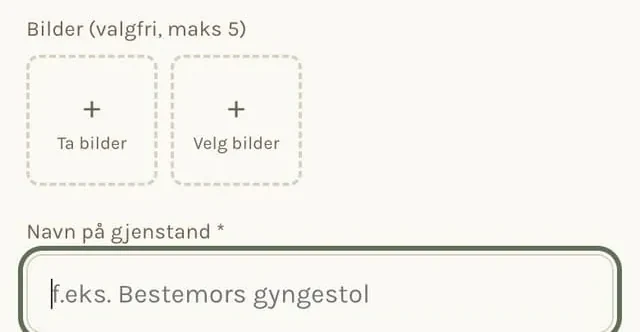 Bilder (valgfri, maks 5)
+ +
Ta bilder Velg bilder
Navn på gjenstand *
f.eks. Bestemors gyngestol